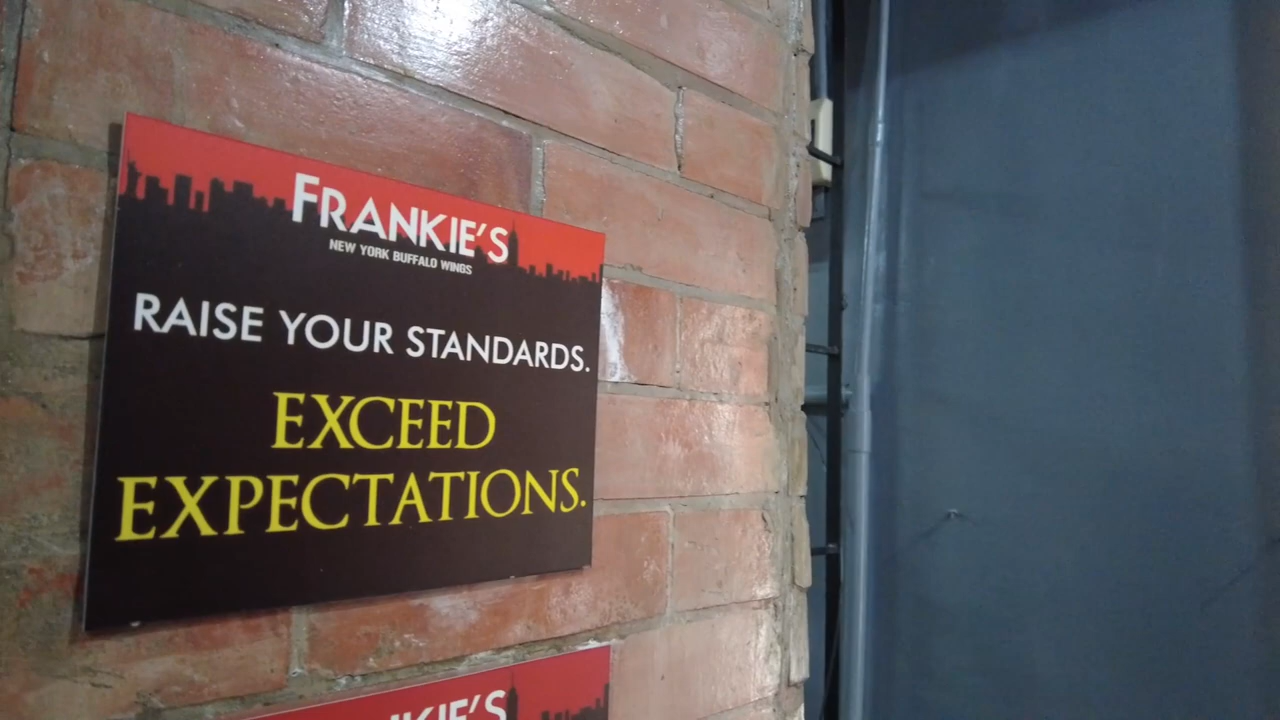 FRANKIE'S
NEW YORK BUFFALO WINGS
RAISE YOUR STANDARDS.
EXCEED
EXPECTATIONS.